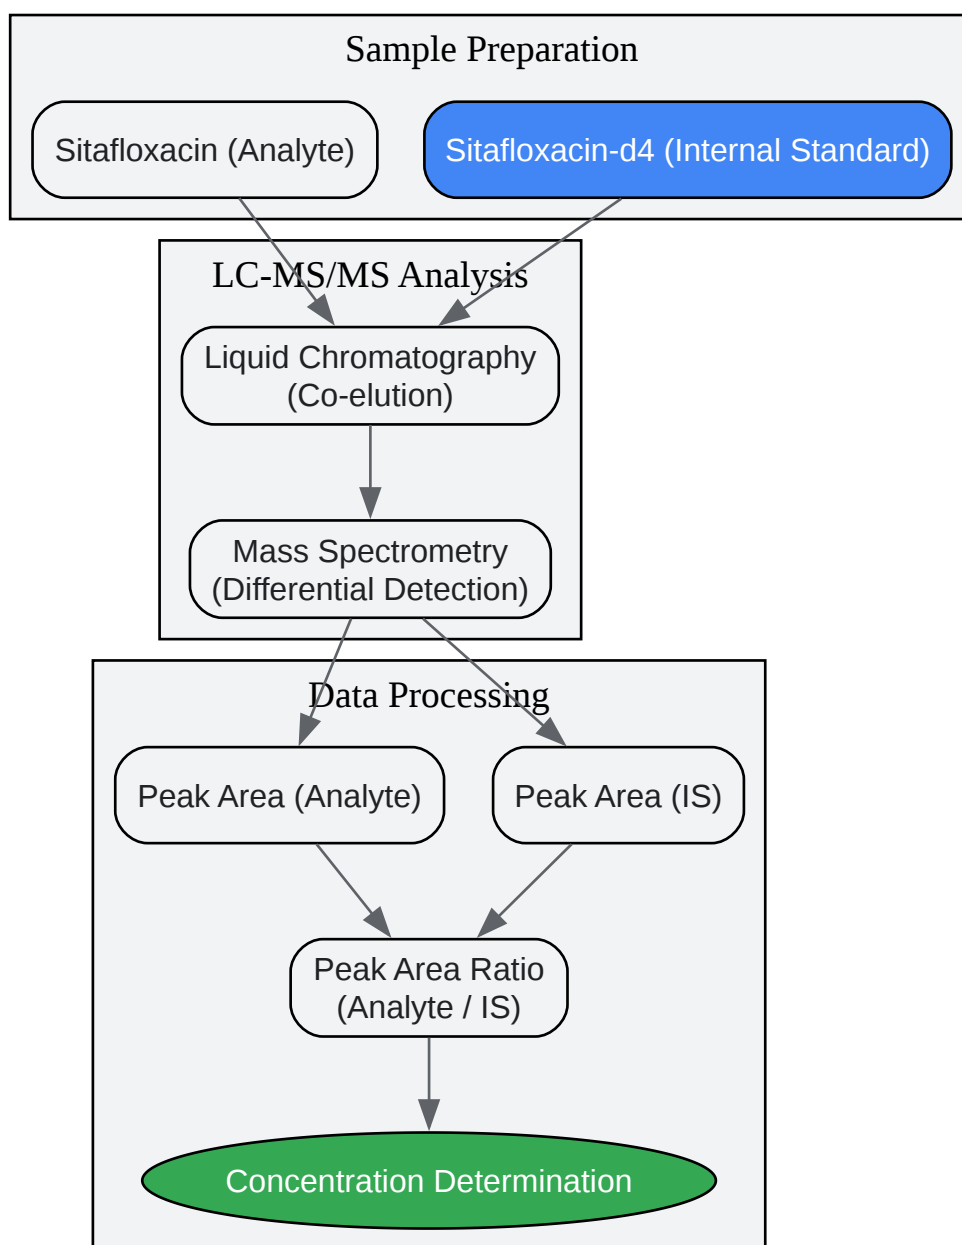 Sample Preparation
Sitafloxacin (Analyte)
Sitafloxacin-d4 (Internal Standard)
LC-MS/MS Analysis
Liquid Chromatography
(Co-elution)
Mass Spectrometry
(Differential Detection)
Data Processing
Peak Area (Analyte)
Peak Area (IS)
Peak Area Ratio
(Analyte / IS)
Concentration Determination